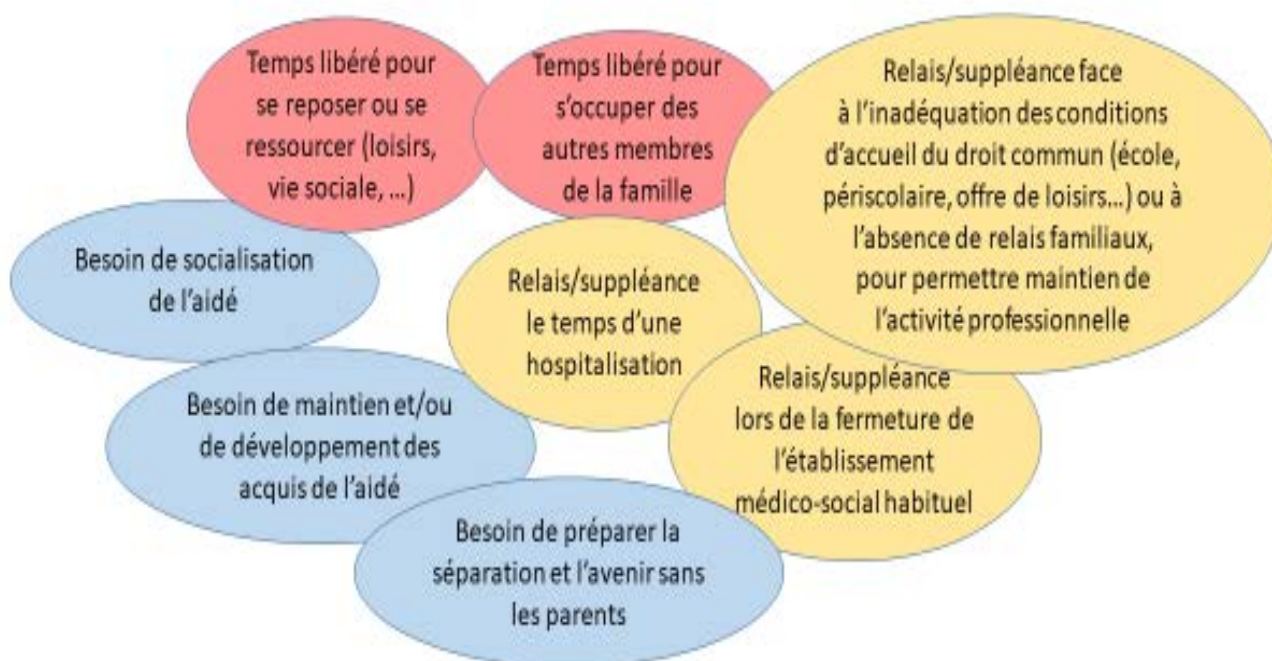 Temps libéré pour
se reposer ou se
ressourcer (loisirs,
vie sociale, ...)
Temps libéré pour
s'occuper des
autres membres
de la famille
Relais/suppléance face
à l'inadéquation des conditions
d'accueil du droit commun (école,
périscolaire, offre de loisirs...) ou à
l'absence de relais familiaux,
pour permettre maintien de
l'activité professionnelle
Besoin de socialisation
de l'aidé
Relais/suppléance
le temps d'une
hospitalisation
Relais/suppléance
lors de la fermeture de
l'établissement
médico-social habituel
Besoin de maintien et/ou
de développement des
acquis de l'aidé
Besoin de préparer la
séparation et l'avenir sans
les parents